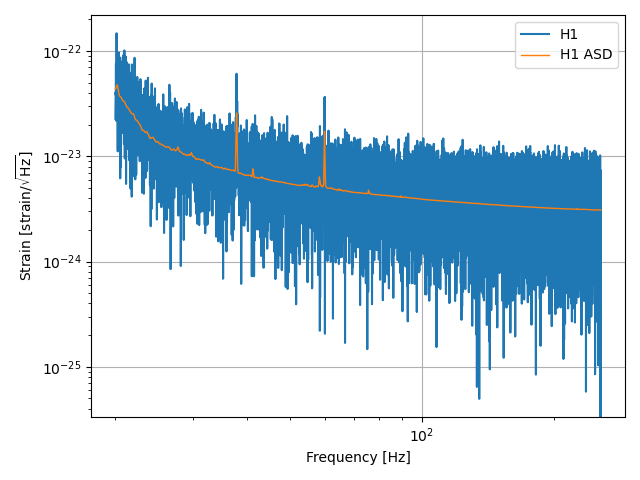 H1
H1 ASD
10⁻²²
10⁻²³
10⁻²⁴
10⁻²⁵
Strain [strain/√Hz]
10²
Frequency [Hz]